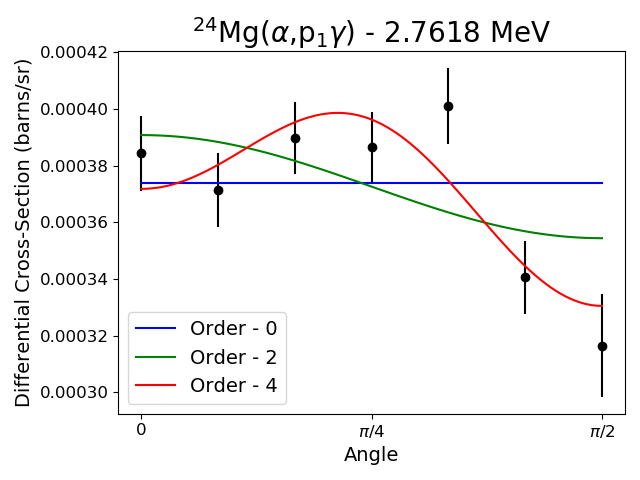 ²⁴Mg(α,p₁γ) - 2.7618 MeV
Differential Cross-Section (barns/sr)
0.00042
0.00040
0.00038
0.00036
0.00034
0.00032
0.00030
Order - 0
Order - 2
Order - 4
0 π/4 π/2
Angle